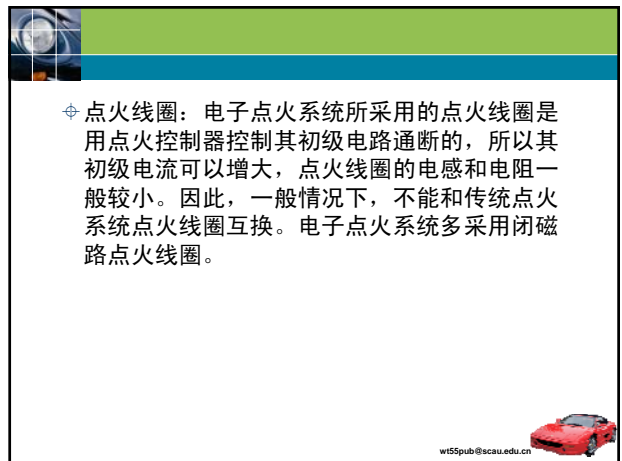 点火线圈：电子点火系统所采用的点火线圈是
用点火控制器控制其初级电路通断的，所以其
初级电流可以增大，点火线圈的电感和电阻一
般较小。因此，一般情况下，不能和传统点火
系统点火线圈互换。电子点火系统多采用闭磁
路点火线圈。
wt55pub@scau.edu.cn